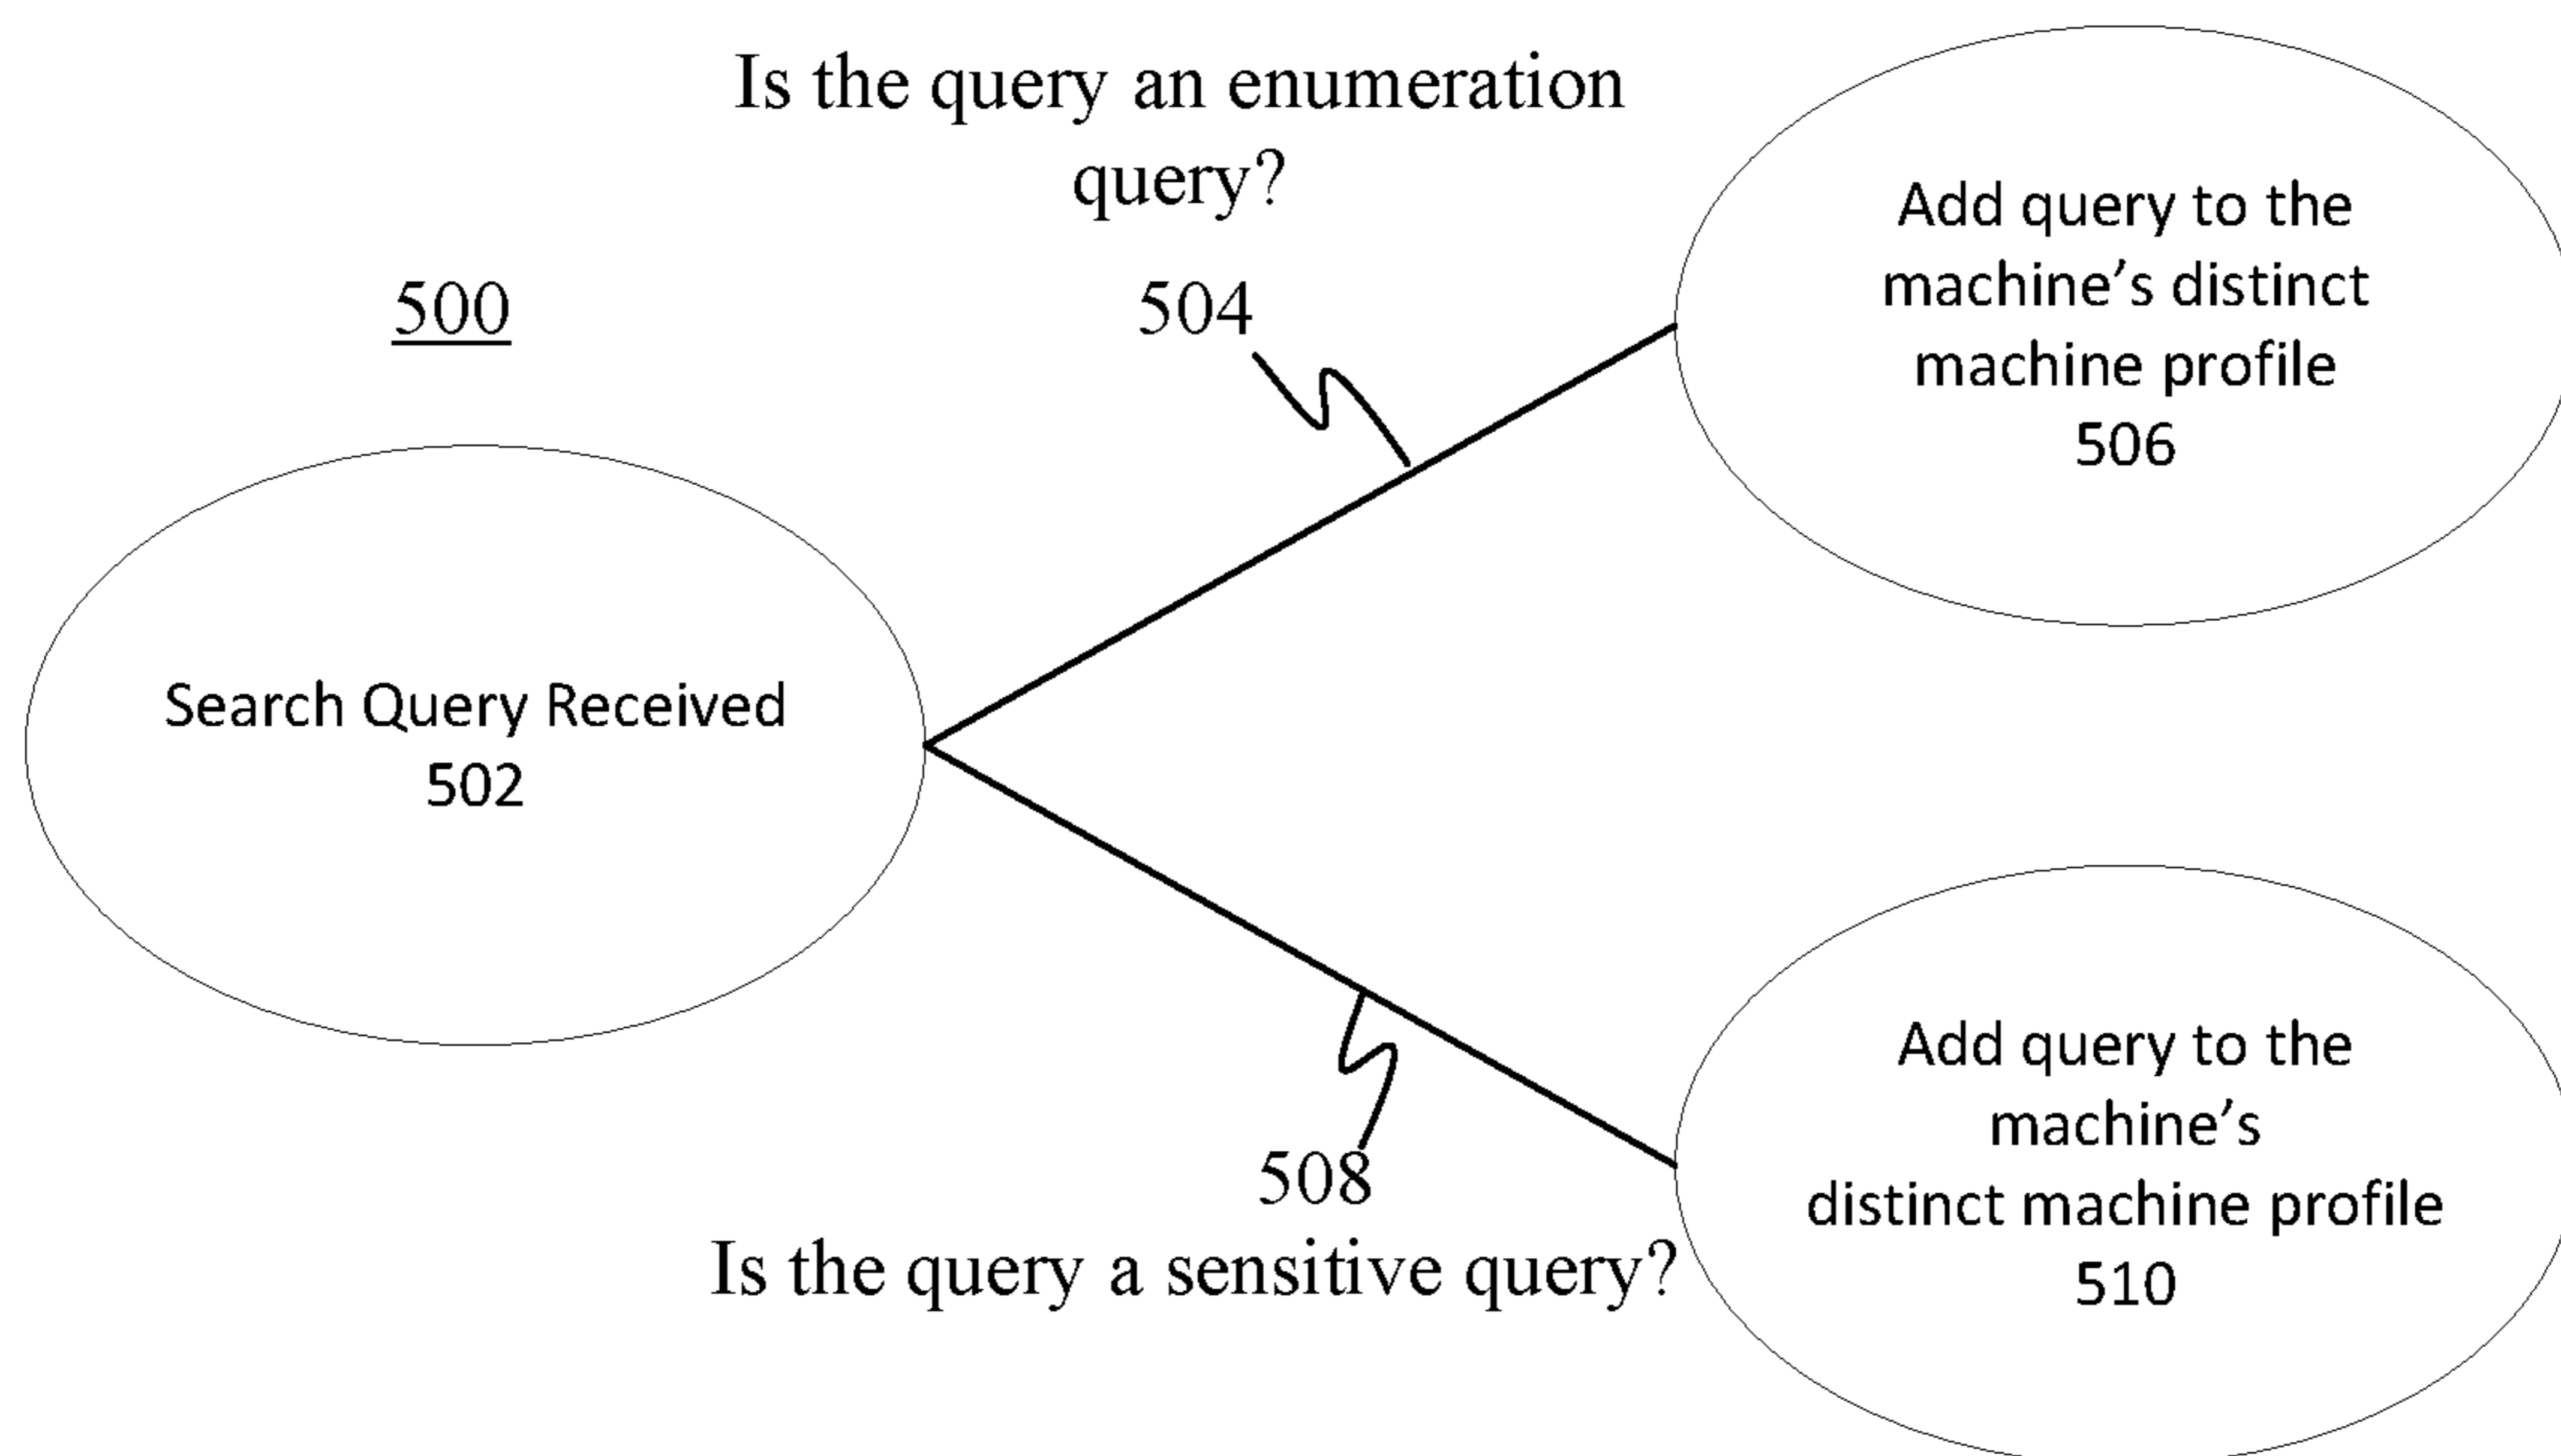 Is the query an enumeration
query?
500
504
Add query to the
machine’s distinct
machine profile
506
Search Query Received
502
508
Is the query a sensitive query?
Add query to the
machine’s
distinct machine profile
510